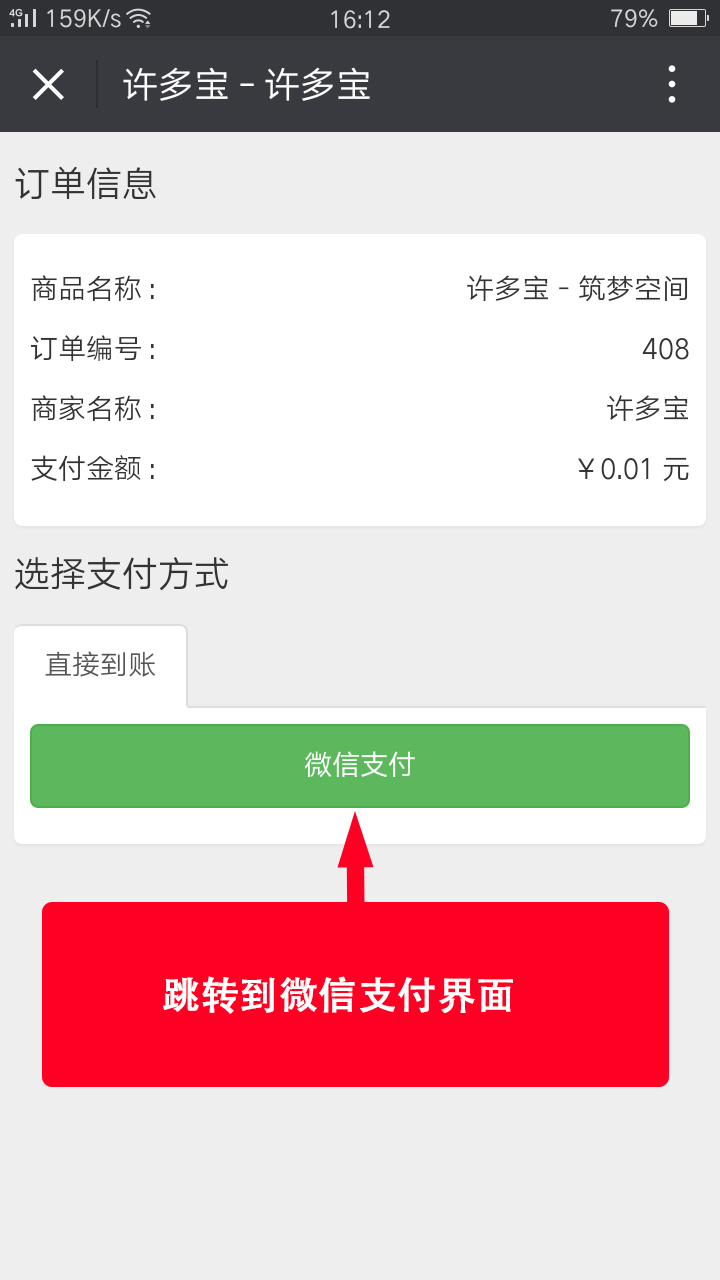 4G 159K/s 16:12 79%
许多宝 - 许多宝
订单信息
商品名称 : 许多宝 - 筑梦空间
订单编号 : 408
商家名称 : 许多宝
支付金额 : ￥0.01 元
选择支付方式
直接到账
微信支付
跳转到微信支付界面